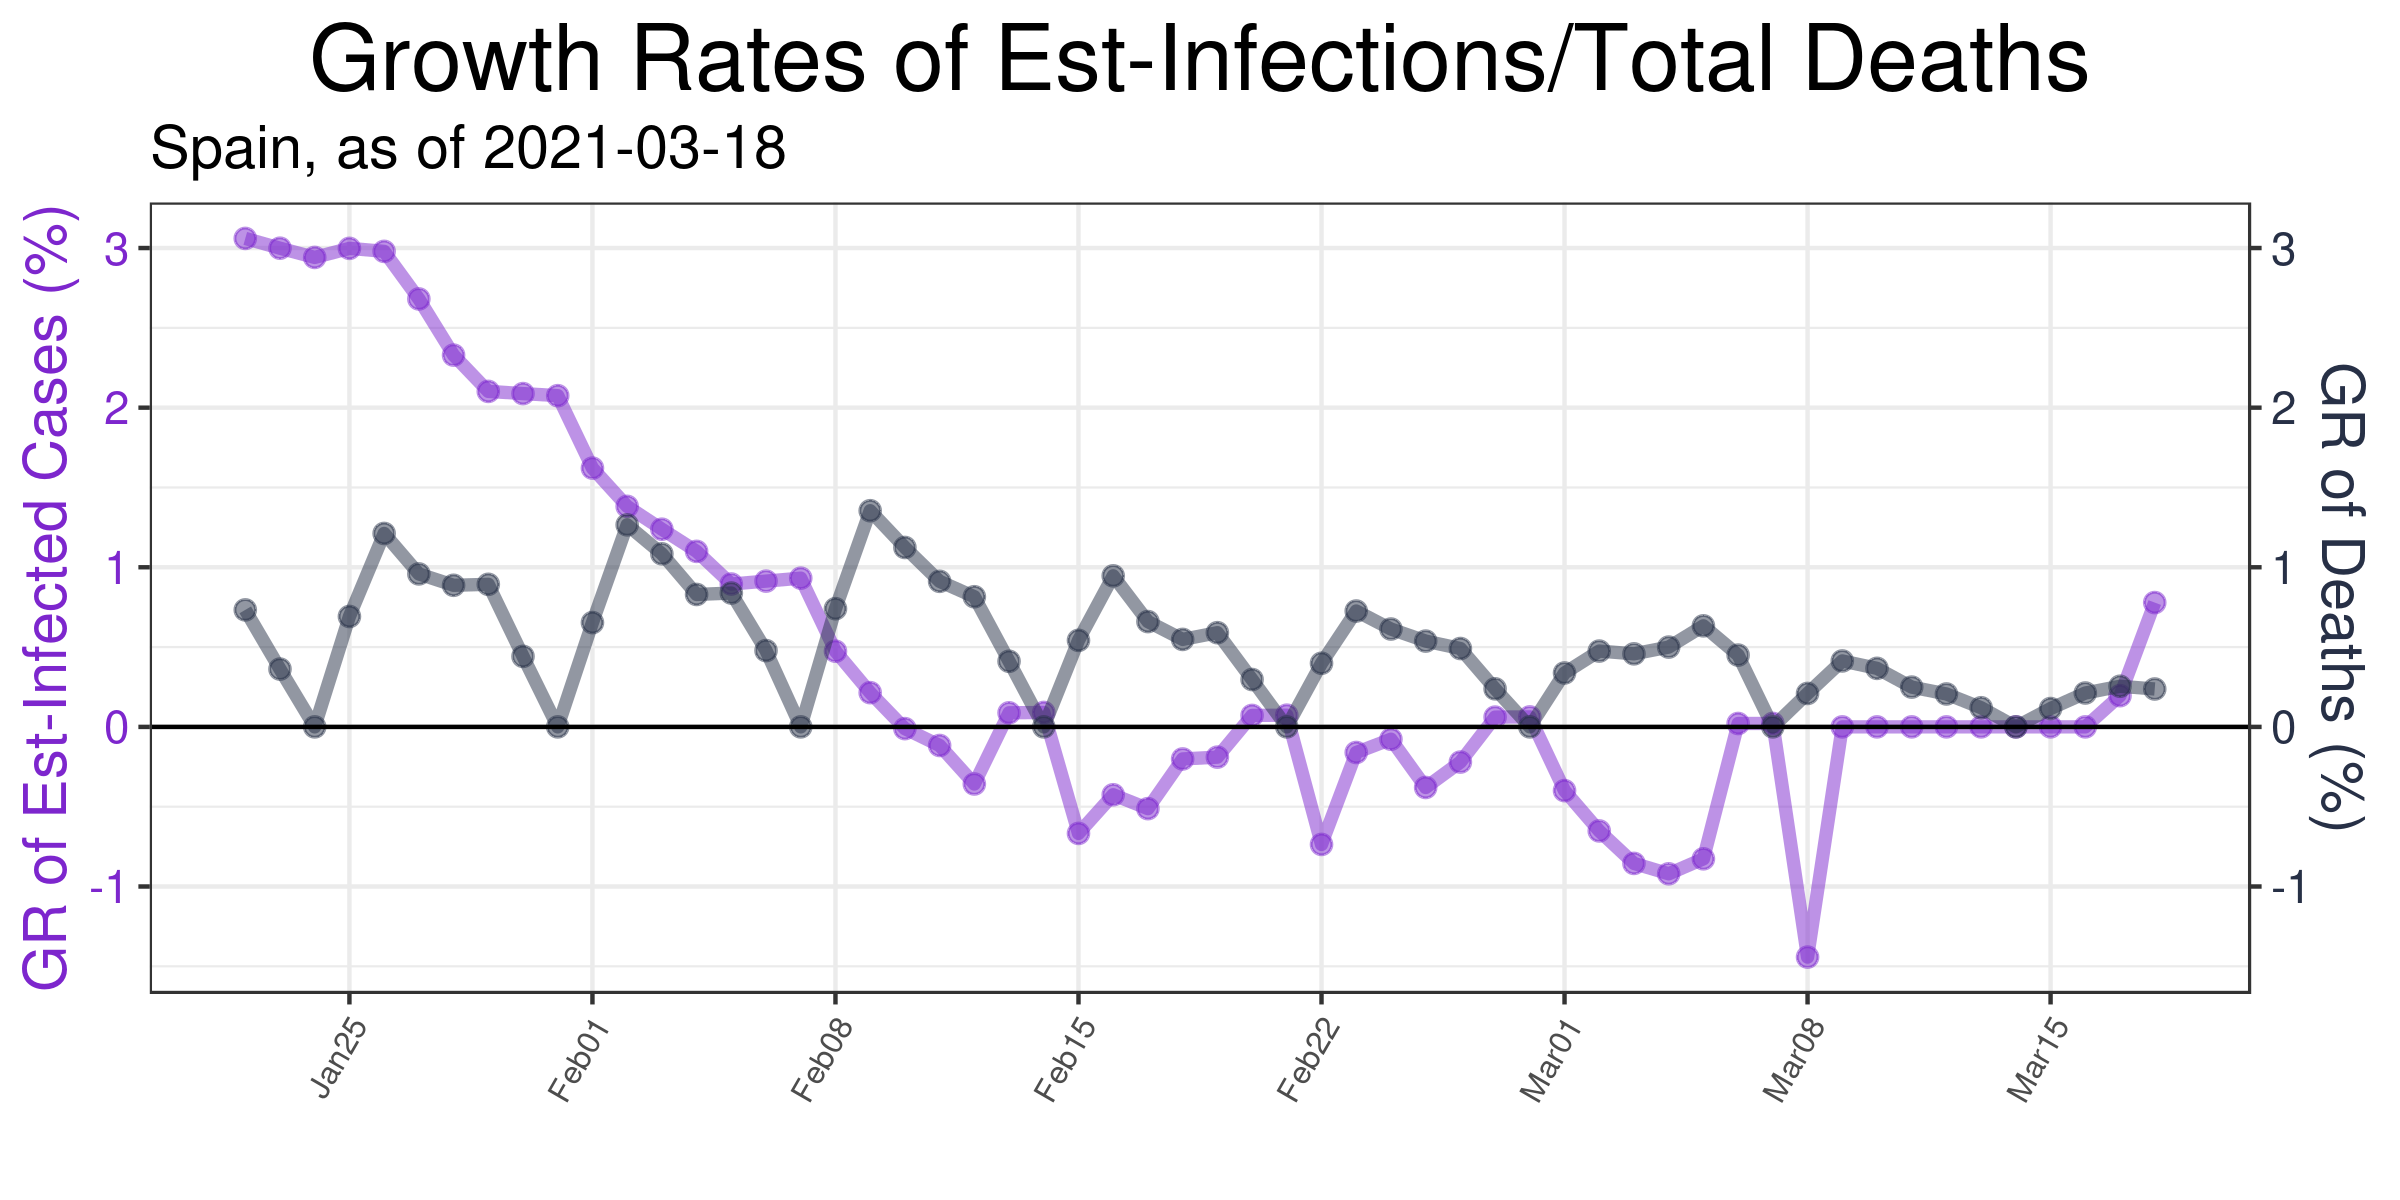 Growth Rates of Est-Infections/Total Deaths
Spain, as of 2021-03-18
GR of Est-Infected Cases (%)
3
2
1
0
-1
3
2
1
0
-1
GR of Deaths (%)
Jan25
Feb01
Feb08
Feb15
Feb22
Mar01
Mar08
Mar15